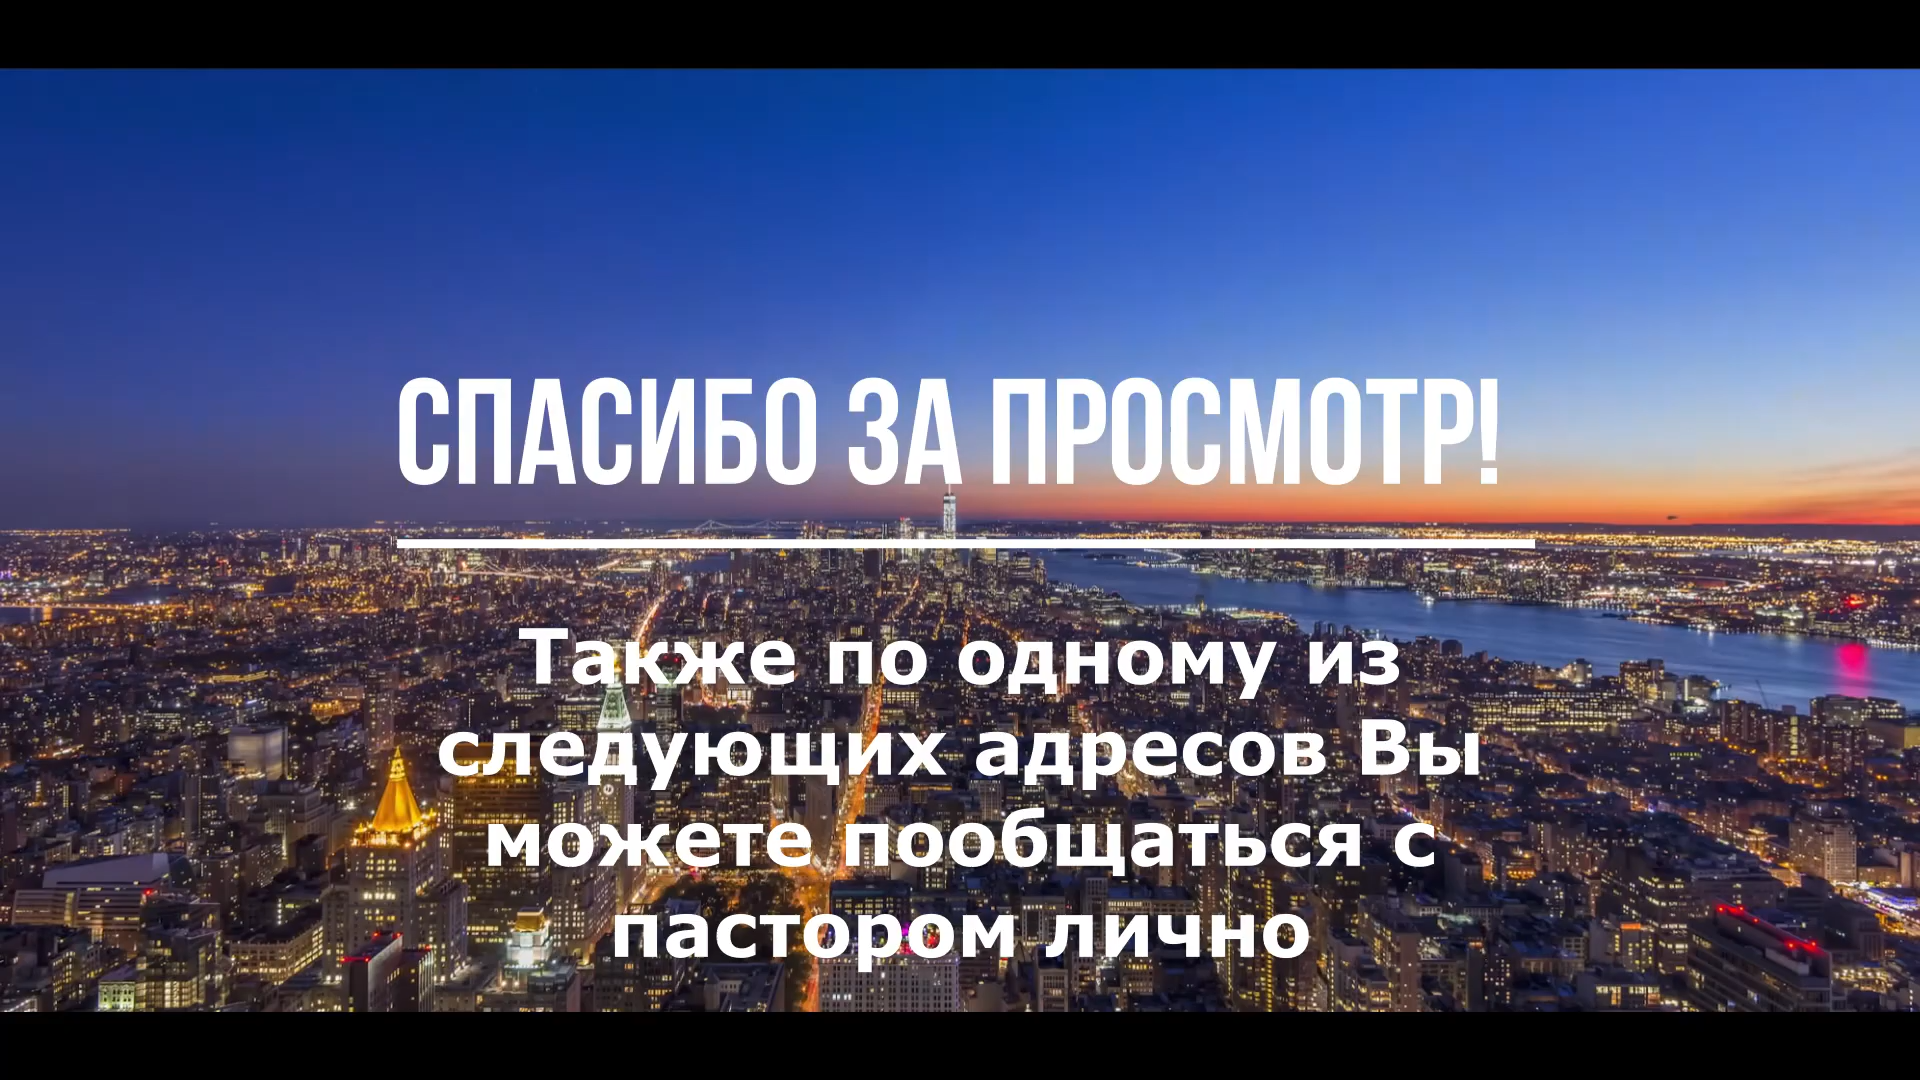 СПАСИБО ЗА ПРОСМОТР!
Также по одному из
следующих адресов Вы
можете пообщаться с
пастором лично